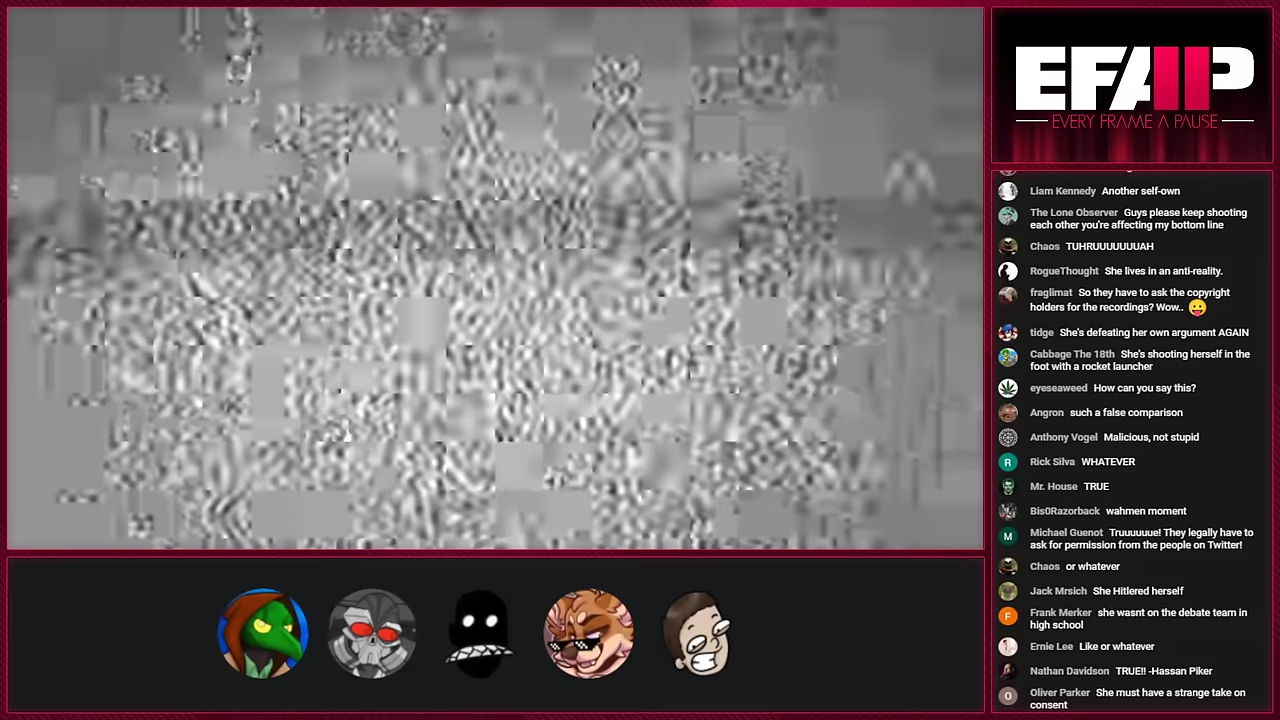 EFAP
EVERY FRAME A PAUSE
Liam Kennedy Another self-own
The Lone Observer Guys please keep shooting
each other you're affecting my bottom line
Chaos TUHRUUUUUUUAH
RogueThought She lives in an anti-reality.
fraglimat So they have to ask the copyright
holders for the recordings? Wow..
tidge She's defeating her own argument AGAIN
Cabbage The 18th She's shooting herself in the
foot with a rocket launcher
eyeseaweed How can you say this?
Angron such a false comparison
Anthony Vogel Malicious, not stupid
R Rick Silva WHATEVER
Mr. House TRUE
Bis0Razorback wahmen moment
M Michael Guenot Truuuuuue! They legally have to
ask for permission from the people on Twitter!
Chaos or whatever
Jack Mrsich She Hitlered herself
F Frank Merker she wasnt on the debate team in
high school
Ernie Lee Like or whatever
Nathan Davidson TRUE!! -Hassan Piker
O Oliver Parker She must have a strange take on
consent